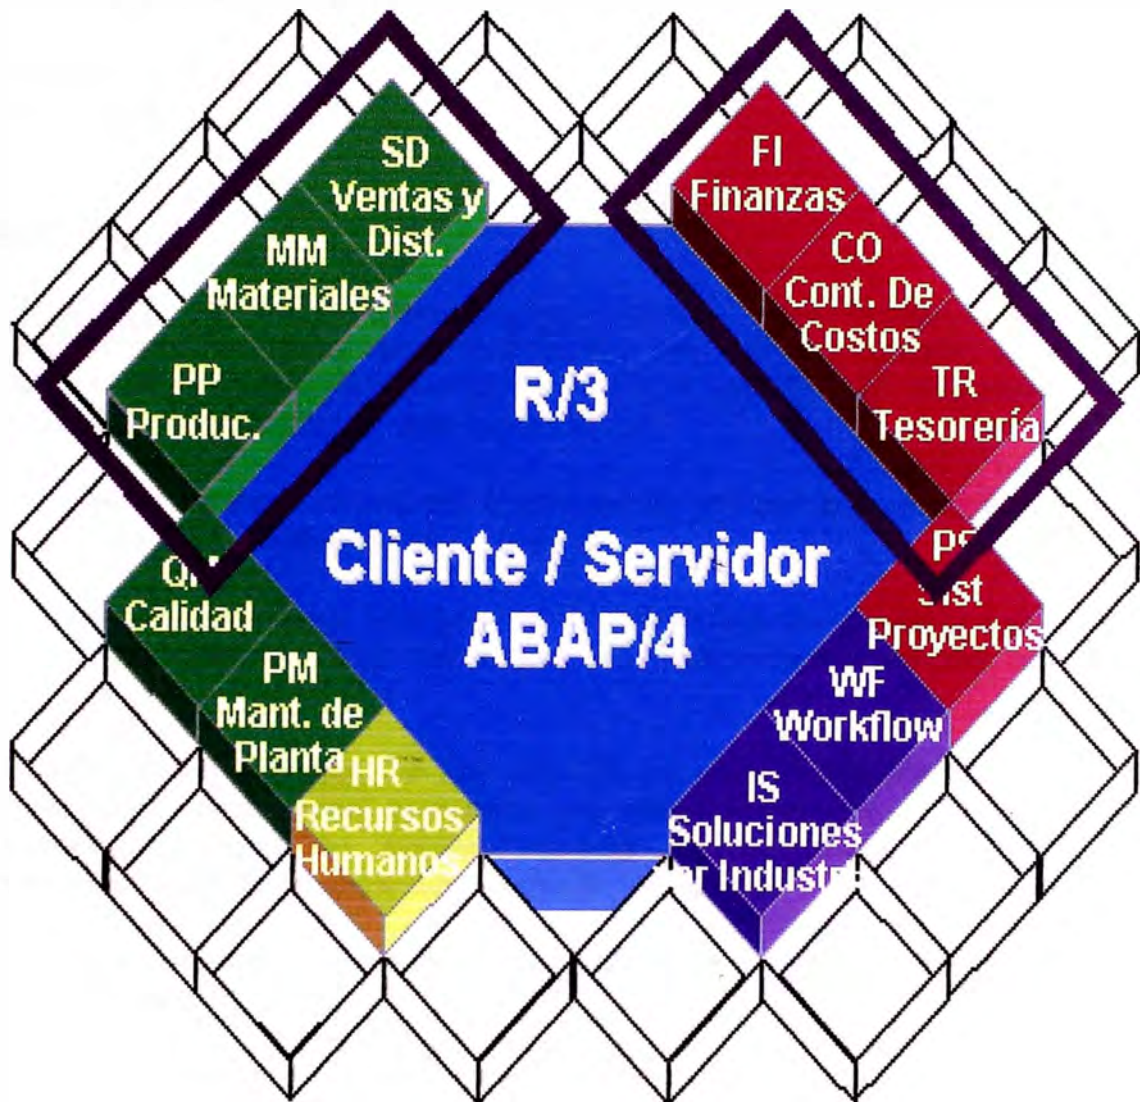 SD
Ventas y
Dist.
MM
Materiales
PP
Produc.
FI
Finanzas
CO
Cont. De
Costos
TR
Tesorería
R/3
Cliente / Servidor
ABAP/4
Calidad
PM
Mant. de
Planta
HR
Recursos
Humanos
Proyectos
WF
Workflow
IS
Soluciones